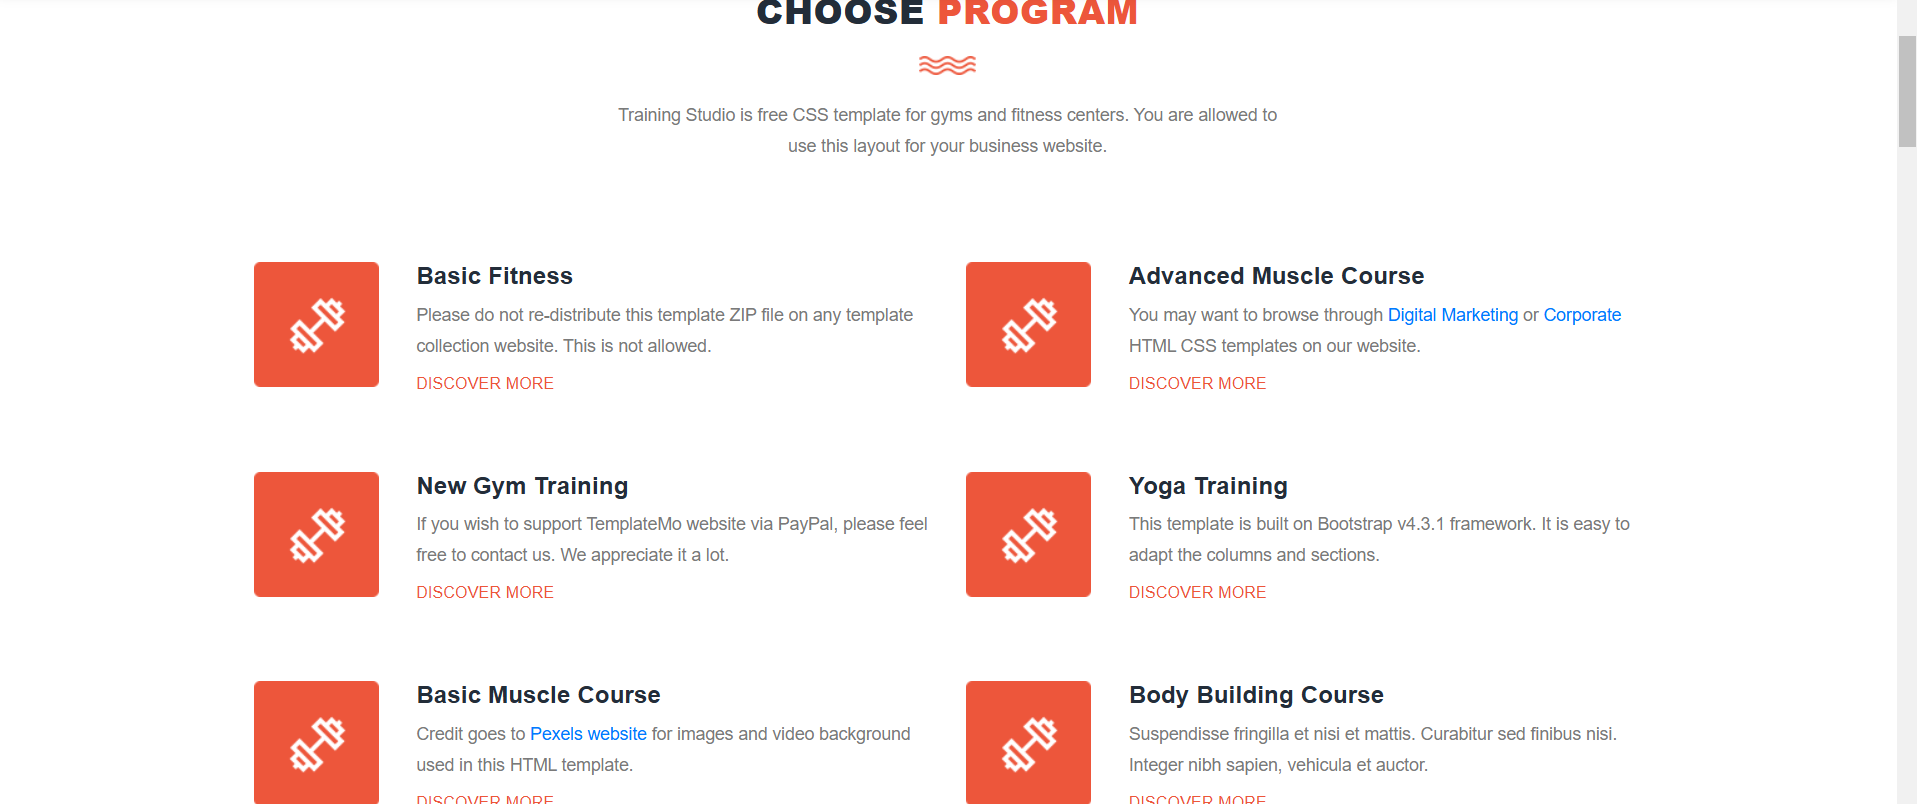 CHOOSE PROGRAM
Training Studio is free CSS template for gyms and fitness centers. You are allowed to
use this layout for your business website.
Basic Fitness
Please do not re-distribute this template ZIP file on any template
collection website. This is not allowed.
DISCOVER MORE
Advanced Muscle Course
You may want to browse through Digital Marketing or Corporate
HTML CSS templates on our website.
DISCOVER MORE
New Gym Training
If you wish to support TemplateMo website via PayPal, please feel
free to contact us. We appreciate it a lot.
DISCOVER MORE
Yoga Training
This template is built on Bootstrap v4.3.1 framework. It is easy to
adapt the columns and sections.
DISCOVER MORE
Basic Muscle Course
Credit goes to Pexels website for images and video background
used in this HTML template.
DISCOVER MORE
Body Building Course
Suspendisse fringilla et nisi et mattis. Curabitur sed finibus nisi.
Integer nibh sapien, vehicula et auctor.
DISCOVER MORE